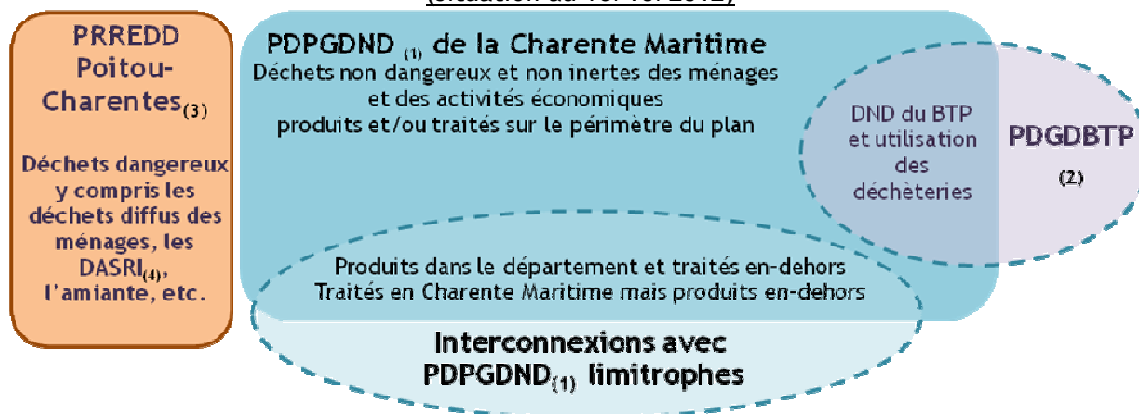 PRREDD
Poitou-
Charentes(3)
Déchets dangereux
y compris les
déchets diffus des
ménages, les
DASRI(4),
l'amiante, etc.
PDPGDND (1) de la Charente Maritime
Déchets non dangereux et non inertes des ménages
et des activités économiques
produits et/ou traités sur le périmètre du plan
DND du BTP
et utilisation
des
déchèteries
PDGDBTP
(2)
Produits dans le département et traités en-dehors
Traités en Charente Maritime mais produits en-dehors
Interconnexions avec
PDPGDND(1) limitrophes